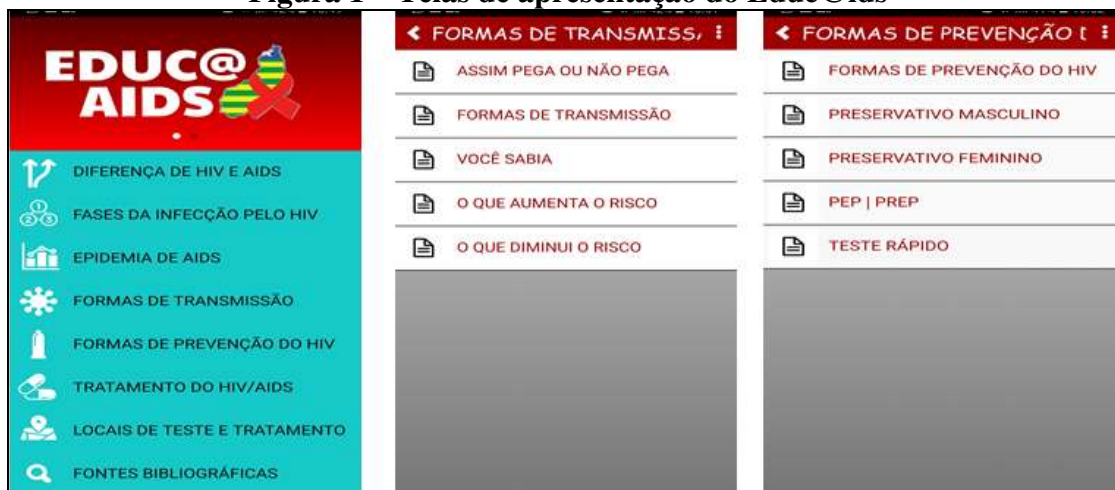 Figura 1 – Telas de apresentação do Educ@aids
EDUC@
AIDS
DIFERENÇA DE HIV E AIDS
FASES DA INFECÇÃO PELO HIV
EPIDEMIA DE AIDS
FORMAS DE TRANSMISSÃO
FORMAS DE PREVENÇÃO DO HIV
TRATAMENTO DO HIV/AIDS
LOCAIS DE TESTE E TRATAMENTO
FONTES BIBLIOGRÁFICAS
FORMAS DE TRANSMISS
ASSIM PEGA OU NÃO PEGA
FORMAS DE TRANSMISSÃO
VOCÊ SABIA
O QUE AUMENTA O RISCO
O QUE DIMINUI O RISCO
FORMAS DE PREVENÇÃO
FORMAS DE PREVENÇÃO DO HIV
PRESERVATIVO MASCULINO
PRESERVATIVO FEMININO
PEP | PREP
TESTE RÁPIDO